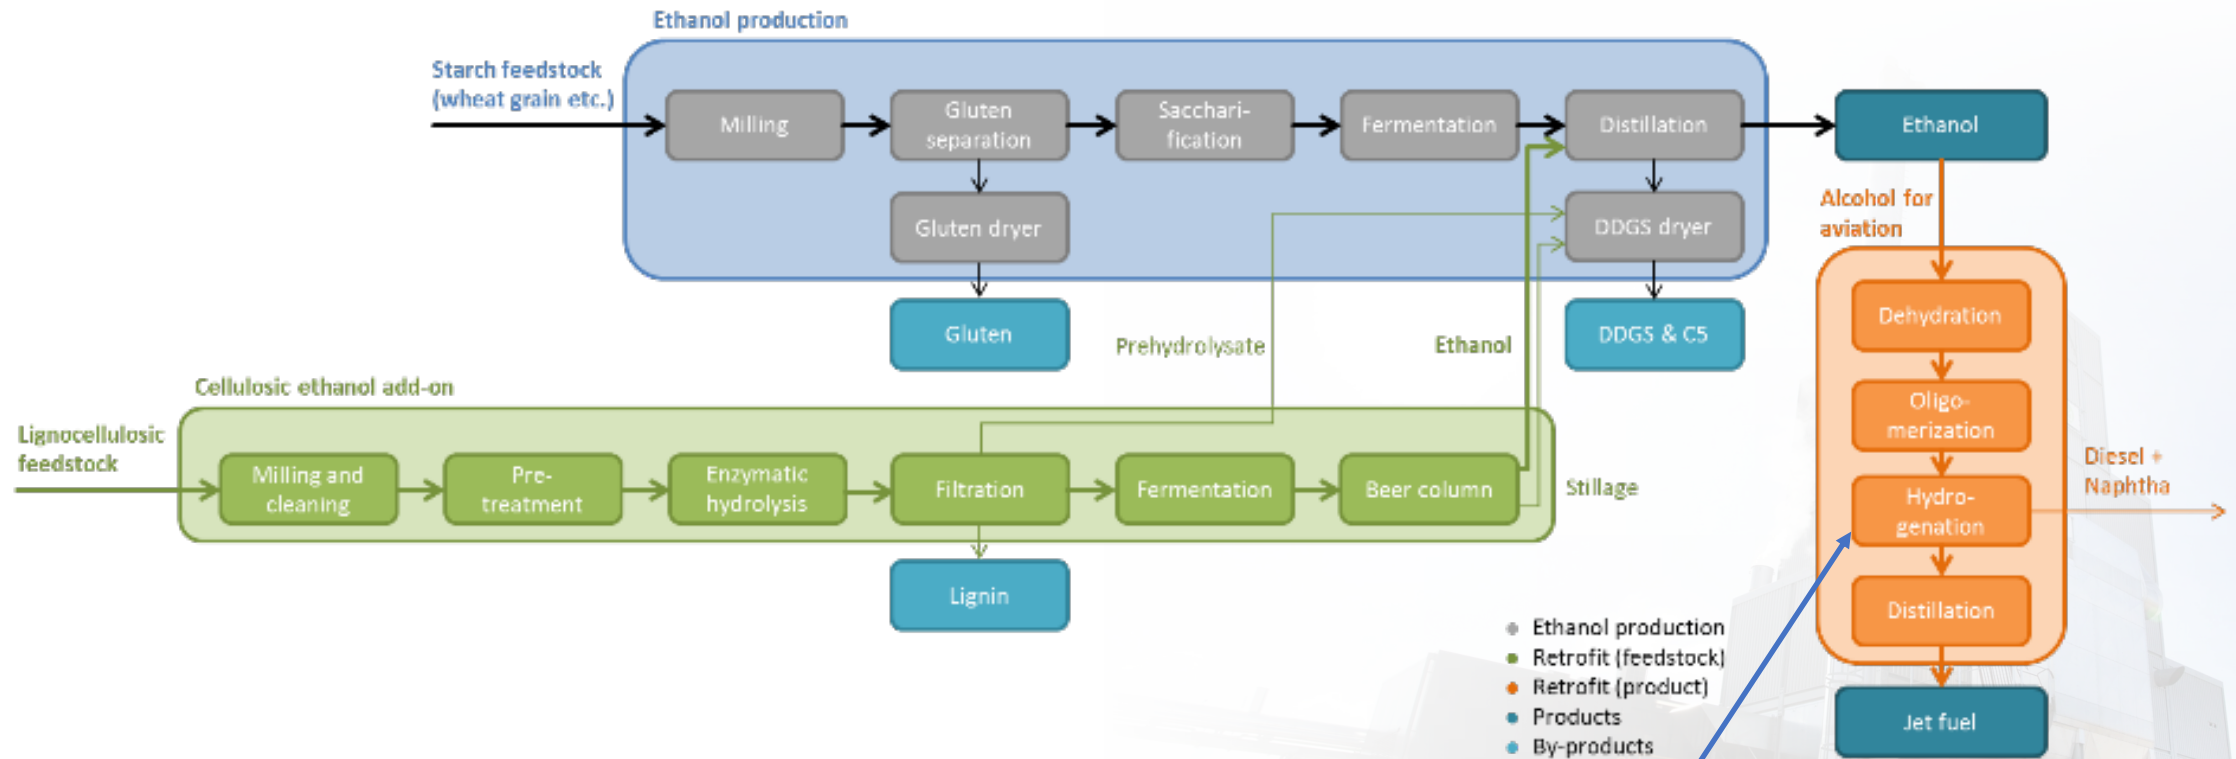 Ethanol production
Starch feedstock
(wheat grain etc.)
Milling
Gluten
separation
Sacchari-
fication
Fermentation
Distillation
Ethanol
Gluten dryer
DDGS dryer
Alcohol for
aviation
Gluten
Prehydrolysate
Ethanol
DDGS & C5
Dehydration
Cellulosic ethanol add-on
Oligo-
merization
Lignocellulosic
feedstock
Milling and
cleaning
Pre-
treatment
Enzymatic
hydrolysis
Filtration
Fermentation
Beer column
Stillage
Hydro-
genation
Diesel +
Naphtha
Lignin
Distillation
Ethanol production
Retrofit (feedstock)
Retrofit (product)
Products
By-products
Jet fuel